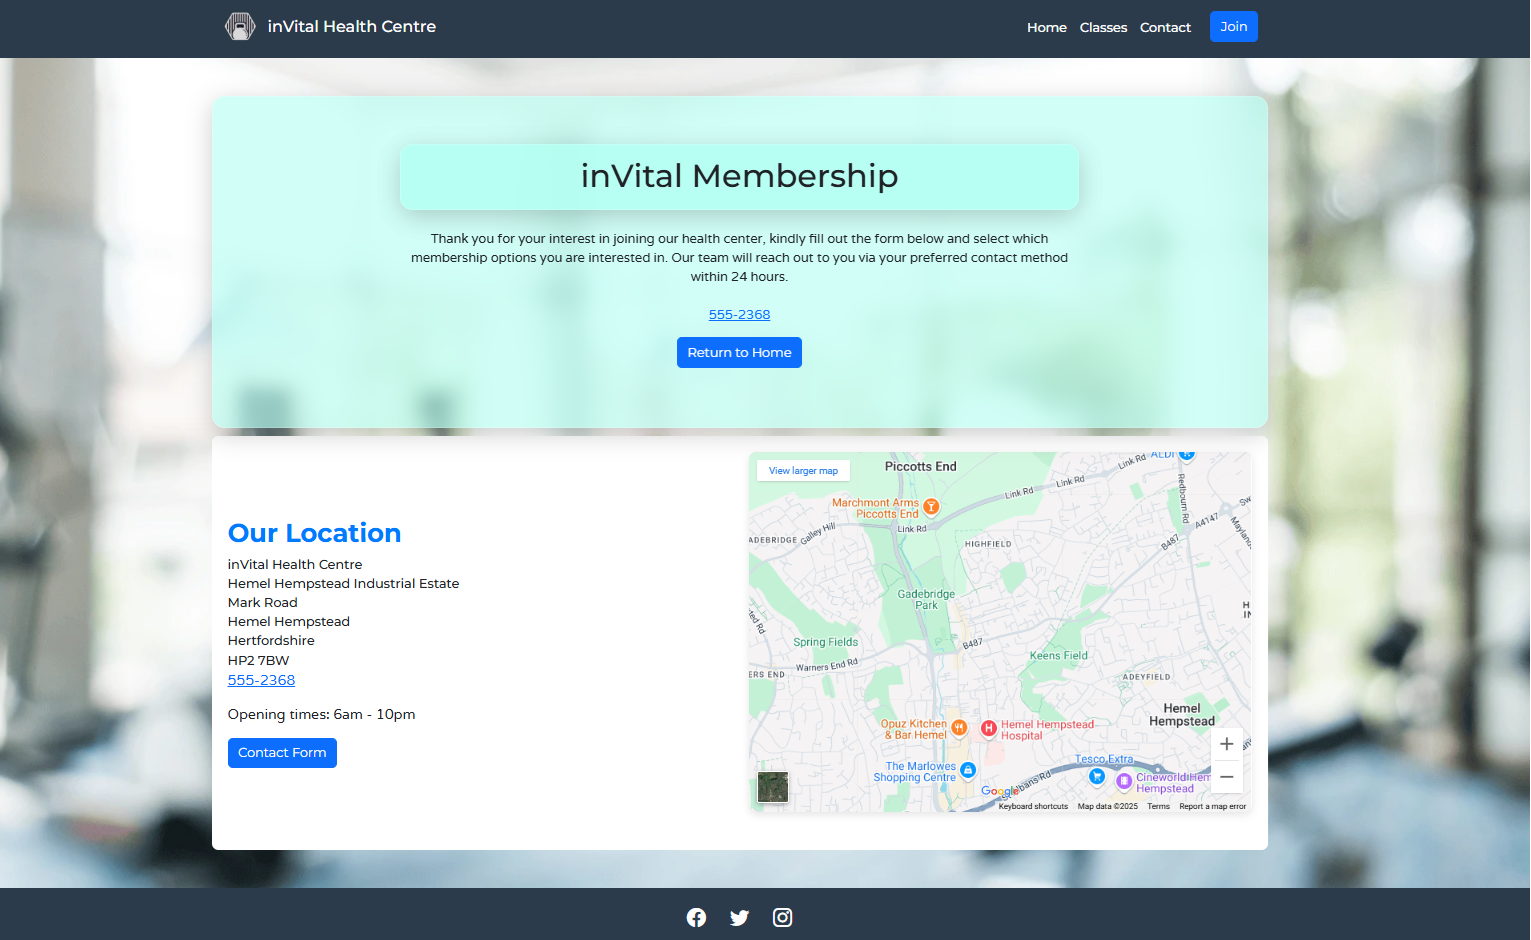 inVital Health Centre
Home Classes Contact Join
inVital Membership
Thank you for your interest in joining our health center, kindly fill out the form below and select which
membership options you are interested in. Our team will reach out to you via your preferred contact method
within 24 hours.
555-2368
Return to Home
Our Location
inVital Health Centre
Hemel Hempstead Industrial Estate
Mark Road
Hemel Hempstead
Hertfordshire
HP2 7BW
555-2368
Opening times: 6am - 10pm
Contact Form
View larger map
Piccotts End
Link Rd
ALDI
Link Rd
Link Rd
Redbourn Rd
Marchmont Arms
Piccotts End
Link Rd
A4147
ADEBRIDGE
Galley Hill
HIGHFIELD
B487
Gadebridge
Park
Spring Fields
B487
Keens Field
Warners End Rd
ERS END
ADEYFIELD
Hemel
Hempstead
Opuz Kitchen
& Bar Hemel
Hemel Hempstead
Hospital
The Marlowes
Shopping Centre
Tesco Extra
Cineworld Hem
Hempstead
Albans Rd
Google
Keyboard shortcuts Map data ©2025 Terms Report a map error